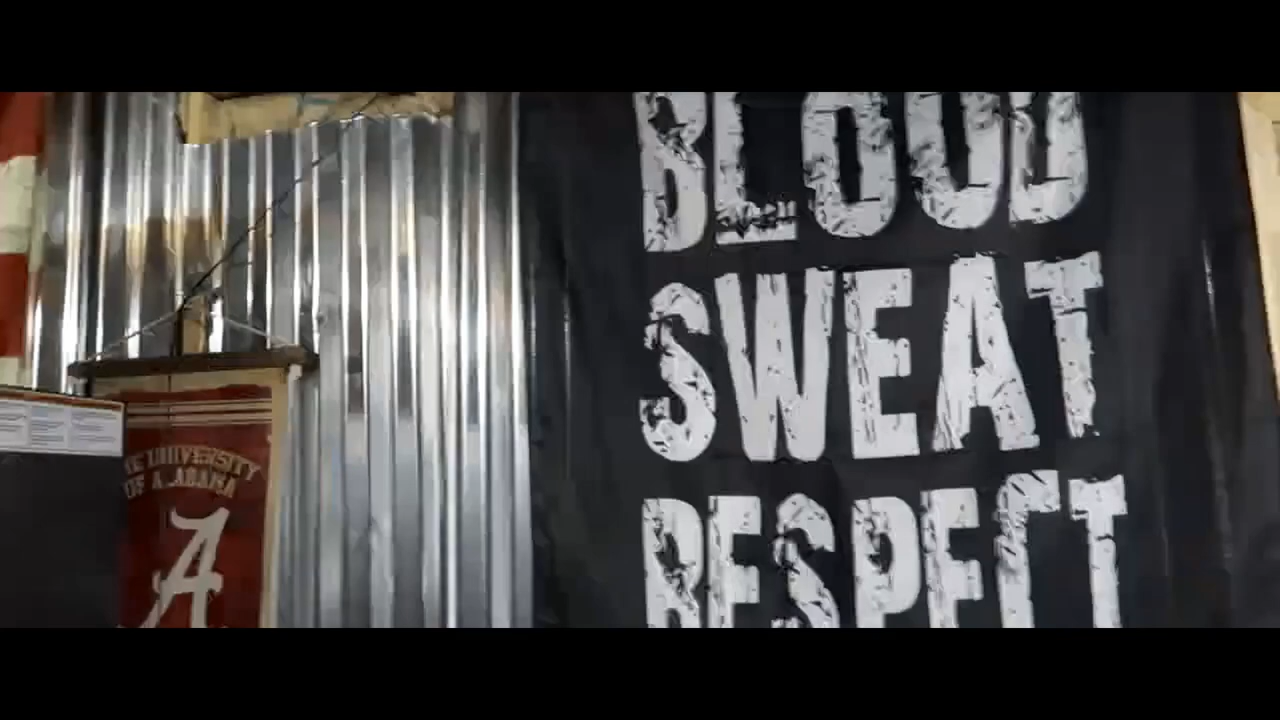 BLOOD
SWEAT
RESPECT
THE UNIVERSITY
OF ALABAMA
A